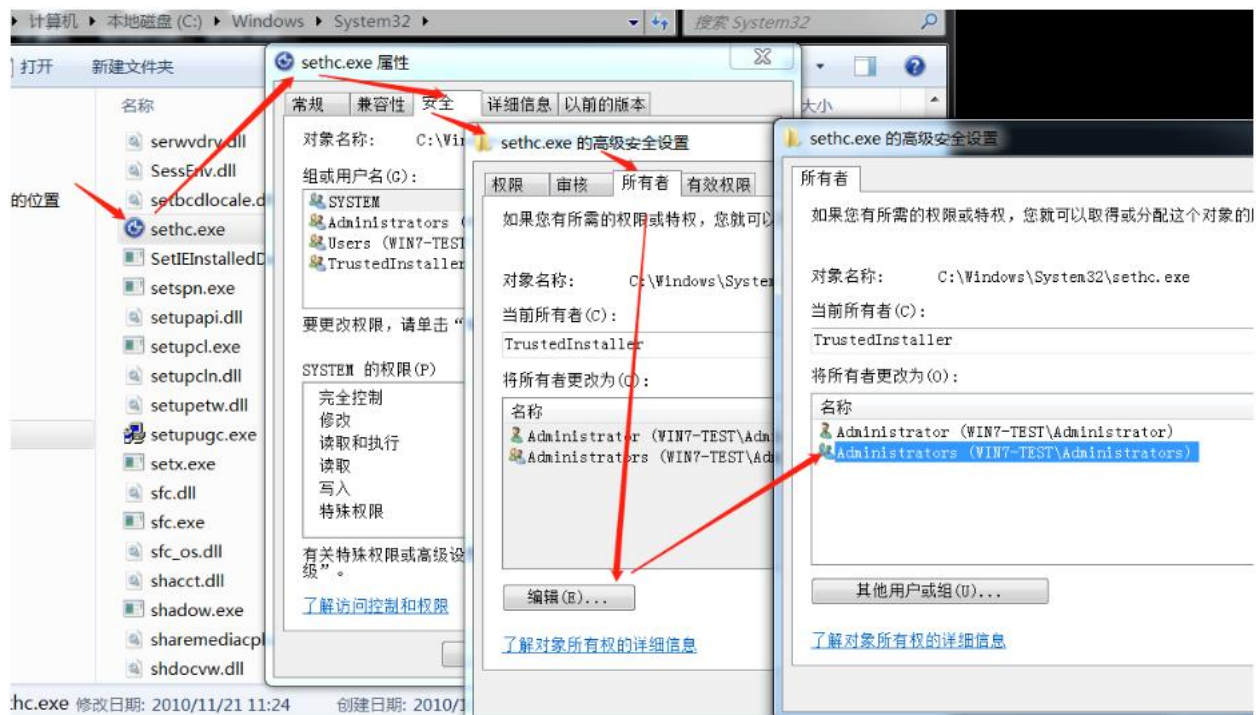 计算机 ▸ 本地磁盘 (C:) ▸ Windows ▸ System32 ▸
搜索 System32
打开 新建文件夹
名称
大小
serwvdrv.dll
SessEnv.dll
的位置
setbcdlocale.d
sethc.exe
SetIEInstalledD
setspn.exe
setupapi.dll
setupcl.exe
setupcln.dll
setupetw.dll
setupugc.exe
setx.exe
sfc.dll
sfc.exe
sfc_os.dll
shacct.dll
shadow.exe
sharemediacpl
shdocvw.dll
thc.exe 修改日期: 2010/11/21 11:24 创建日期: 2010/1
sethc.exe 属性
常规 兼容性 安全 详细信息 以前的版本
对象名称: C:\Wi
组或用户名(G):
SYSTEM
Administrators (
Users (WIN7-TEST
TrustedInstaller
要更改权限，请单击“
SYSTEM 的权限(P)
完全控制
修改
读取和执行
读取
写入
特殊权限
有关特殊权限或高级设
级”。
了解访问控制和权限
sethc.exe 的高级安全设置
权限 审核 所有者 有效权限
如果您有所需的权限或特权，您就可以
对象名称: C:\Windows\System
当前所有者(C):
TrustedInstaller
将所有者更改为(O):
名称
Administrator (WIN7-TEST\Adm
Administrators (WIN7-TEST\Ad
编辑(E)...
了解对象所有权的详细信息
sethc.exe 的高级安全设置
所有者
如果您有所需的权限或特权，您就可以取得或分配这个对象的
对象名称: C:\Windows\System32\sethc.exe
当前所有者(C):
TrustedInstaller
将所有者更改为(O):
名称
Administrator (WIN7-TEST\Administrator)
Administrators (WIN7-TEST\Administrators)
其他用户或组(U)...
了解对象所有权的详细信息